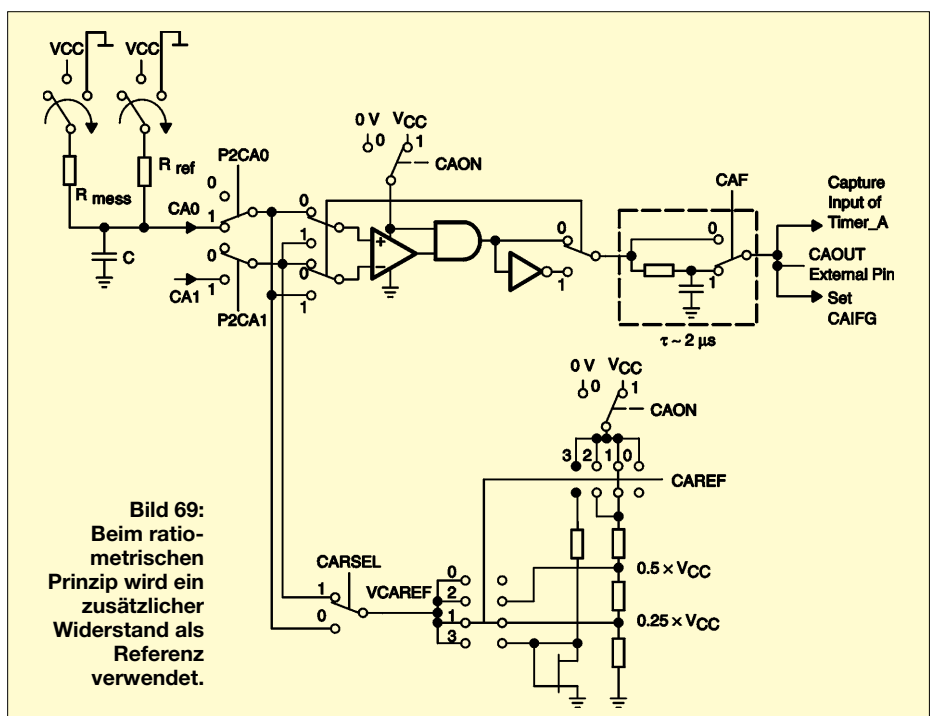 VCC VCC
R mess
R ref
P2CA0
0
CA0 1
C
0
CA1 1
P2CA1
0
1
0
1
0 V VCC
0 1
CAON
+
−
0
1
CAF
0
1
τ ~ 2 µs
Capture
Input of
Timer_A
CAOUT
External Pin
Set
CAIFG
0 V VCC
0 1
CAON
3 2 1 0
CAREF
CARSEL
1
0
VCAREF
0
2
1
3
0.5 × VCC
0.25 × VCC
Bild 69:
Beim ratio-
metrischen
Prinzip wird ein
zusätzlicher
Widerstand als
Referenz
verwendet.